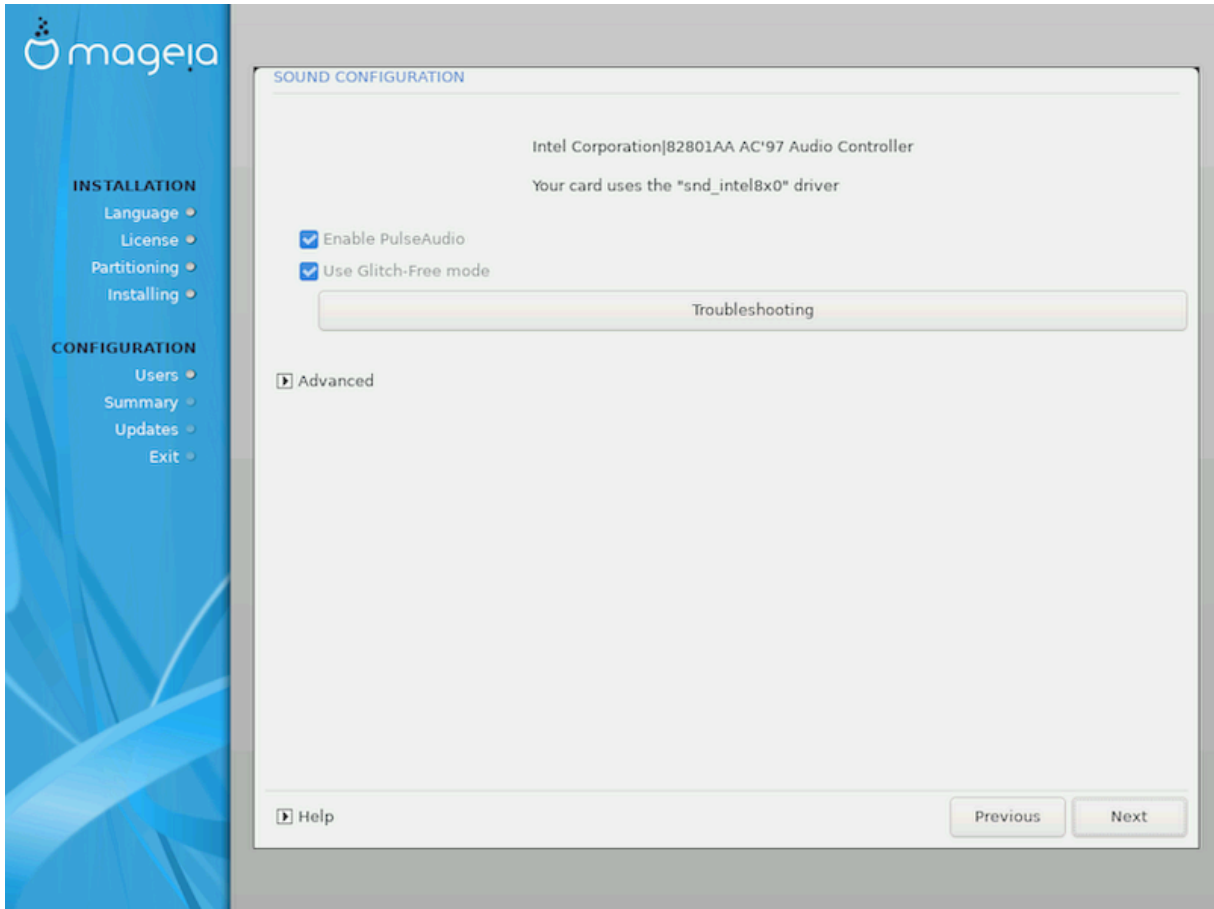 mageia
SOUND CONFIGURATION
Intel Corporation|82801AA AC'97 Audio Controller
Your card uses the "snd_intel8x0" driver
INSTALLATION
Language
License
Partitioning
Installing
CONFIGURATION
Users
Summary
Updates
Exit
Enable PulseAudio
Use Glitch-Free mode
Troubleshooting
Advanced
Help
Previous
Next